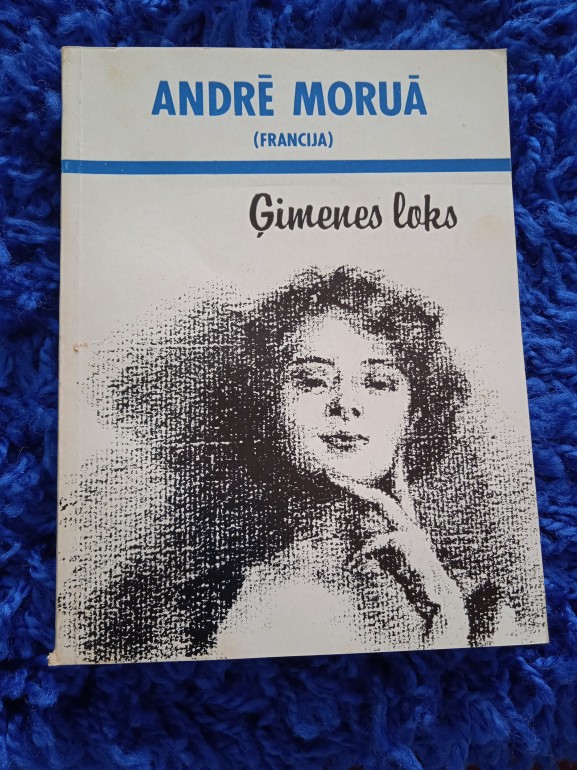 ANDRĒ MORUĀ
(FRANCIJA)
Ģimenes loks